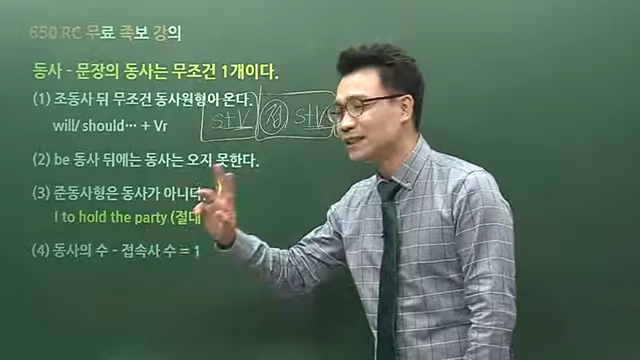 650 RC 무료 족보 강의
동사 - 문장의 동사는 무조건 1개이다.
(1) 조동사 뒤 무조건 동사원형이 온다.
s+V 접 s+V
will/ should… + Vr
(2) be 동사 뒤에는 동사는 오지 못한다.
(3) 준동사형은 동사가 아니다
! to hold the party (절대
(4) 동사의 수 - 접속사 수 = 1